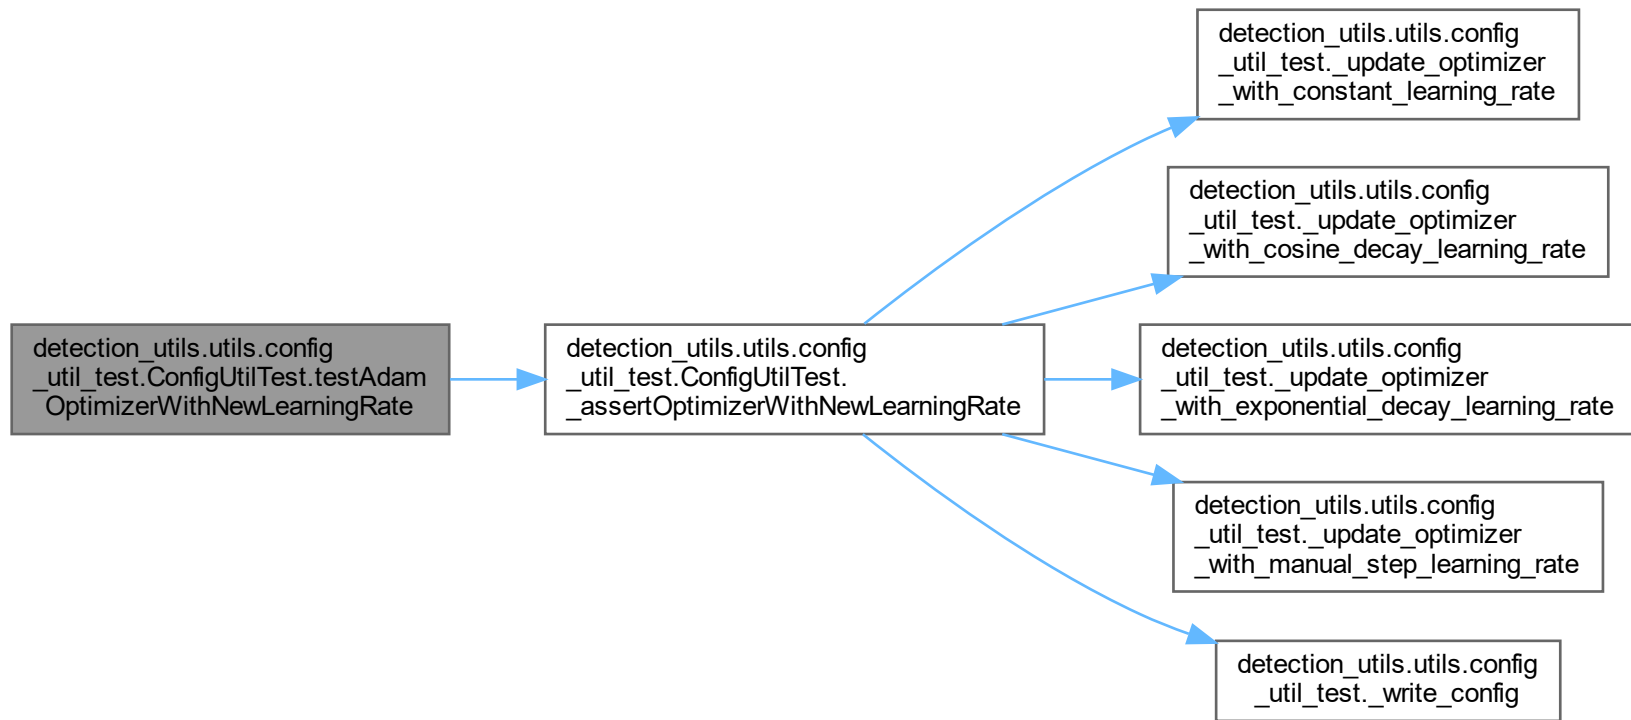 detection_utils.utils.config
_util_test.ConfigUtilTest.testAdam
OptimizerWithNewLearningRate
detection_utils.utils.config
_util_test.ConfigUtilTest.
_assertOptimizerWithNewLearningRate
detection_utils.utils.config
_util_test._update_optimizer
_with_constant_learning_rate
detection_utils.utils.config
_util_test._update_optimizer
_with_cosine_decay_learning_rate
detection_utils.utils.config
_util_test._update_optimizer
_with_exponential_decay_learning_rate
detection_utils.utils.config
_util_test._update_optimizer
_with_manual_step_learning_rate
detection_utils.utils.config
_util_test._write_config